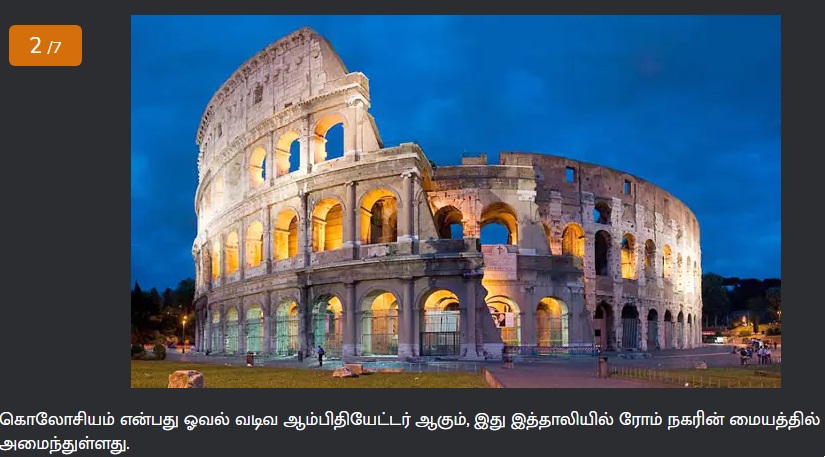 2 /7
கொலோசியம் என்பது ஓவல் வடிவ ஆம்பிதியேட்டர் ஆகும், இது இத்தாலியில் ரோம் நகரின் மையத்தில்
அமைந்துள்ளது.